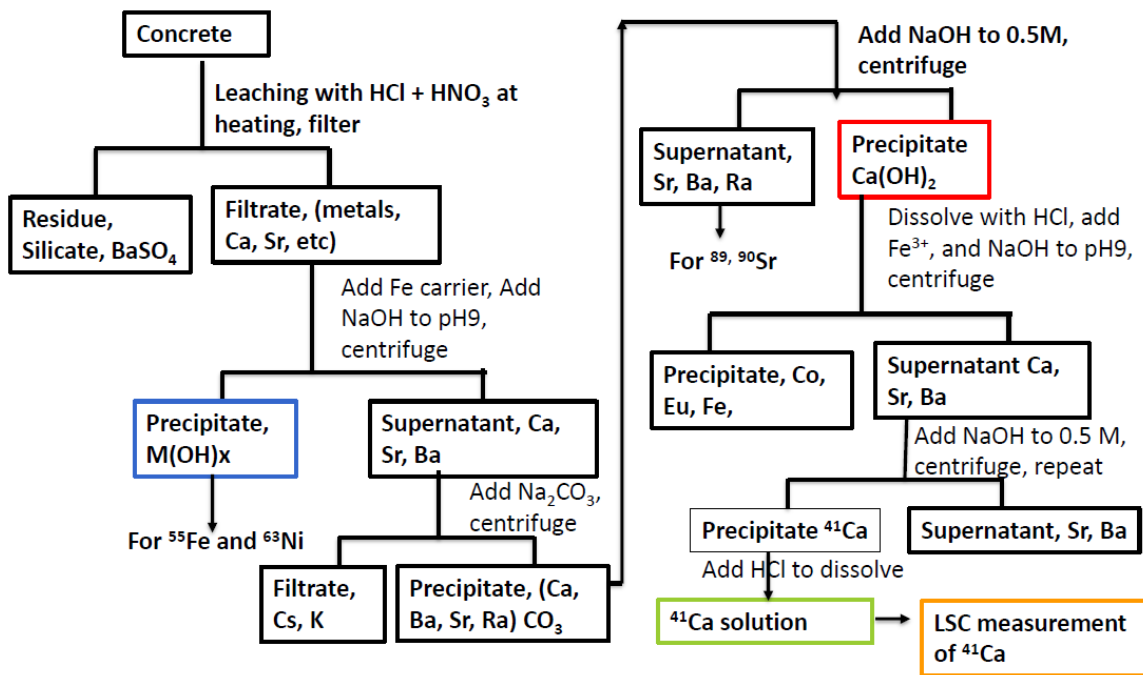 Concrete
Leaching with HCl + HNO₃ at
heating, filter
Residue,
Silicate, BaSO₄
Filtrate, (metals,
Ca, Sr, etc)
Add Fe carrier, Add
NaOH to pH9,
centrifuge
Precipitate,
M(OH)x
For ⁵⁵Fe and ⁶³Ni
Supernatant, Ca,
Sr, Ba
Add Na₂CO₃,
centrifuge
Filtrate,
Cs, K
Precipitate, (Ca,
Ba, Sr, Ra) CO₃
Add NaOH to 0.5M,
centrifuge
Supernatant,
Sr, Ba, Ra
For ⁸⁹, ⁹⁰Sr
Precipitate
Ca(OH)₂
Dissolve with HCl, add
Fe³⁺, and NaOH to pH9,
centrifuge
Precipitate, Co,
Eu, Fe,
Supernatant Ca,
Sr, Ba
Add NaOH to 0.5 M,
centrifuge, repeat
Precipitate ⁴¹Ca
Supernatant, Sr, Ba
Add HCl to dissolve
⁴¹Ca solution
LSC measurement
of ⁴¹Ca